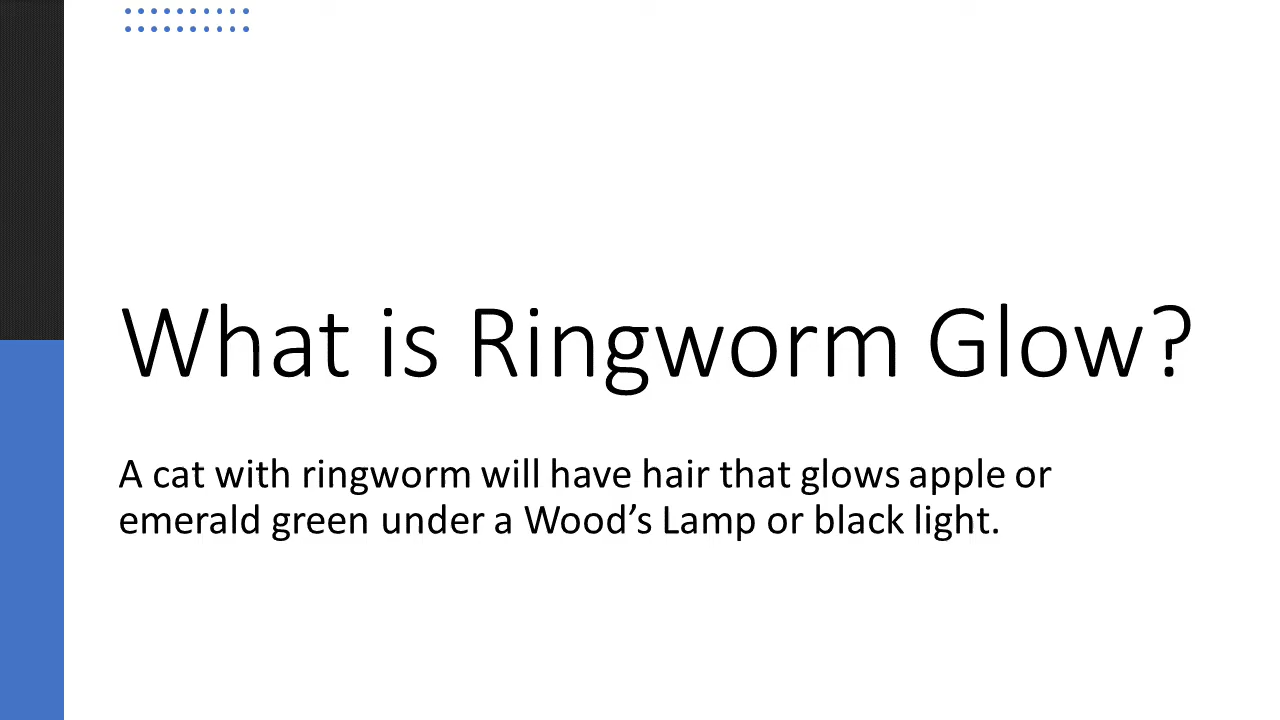 What is Ringworm Glow?
A cat with ringworm will have hair that glows apple or
emerald green under a Wood’s Lamp or black light.